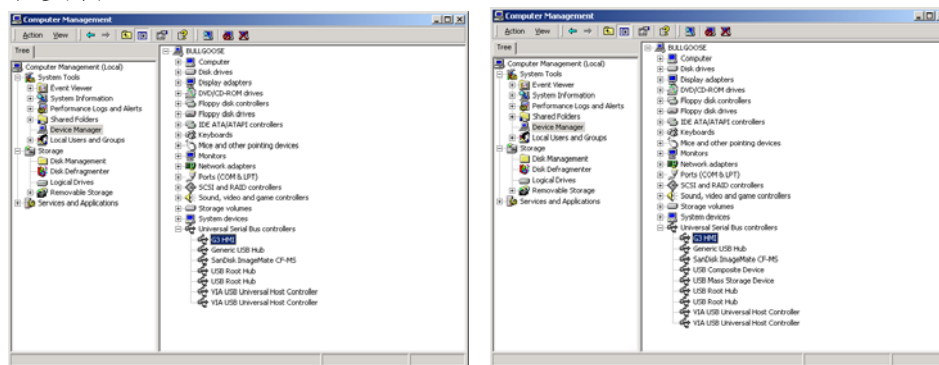 Computer Management
Action View
Tree
Computer Management (Local)
System Tools
Event Viewer
System Information
Performance Logs and Alerts
Shared Folders
Device Manager
Local Users and Groups
Storage
Disk Management
Disk Defragmenter
Logical Drives
Removable Storage
Services and Applications
BULLGOOSE
Computer
Disk drives
Display adapters
DVD/CD-ROM drives
Floppy disk controllers
Floppy disk drives
IDE ATA/ATAPI controllers
Keyboards
Mice and other pointing devices
Monitors
Network adapters
Ports (COM & LPT)
SCSI and RAID controllers
Sound, video and game controllers
Storage volumes
System devices
Universal Serial Bus controllers
G3 HMI
Generic USB Hub
SanDisk ImageMate CF-MS
USB Root Hub
USB Root Hub
VIA USB Universal Host Controller
VIA USB Universal Host Controller
Computer Management
Action View
Tree
Computer Management (Local)
System Tools
Event Viewer
System Information
Performance Logs and Alerts
Shared Folders
Device Manager
Local Users and Groups
Storage
Disk Management
Disk Defragmenter
Logical Drives
Removable Storage
Services and Applications
BULLGOOSE
Computer
Disk drives
Display adapters
DVD/CD-ROM drives
Floppy disk controllers
Floppy disk drives
IDE ATA/ATAPI controllers
Keyboards
Mice and other pointing devices
Monitors
Network adapters
Ports (COM & LPT)
SCSI and RAID controllers
Sound, video and game controllers
Storage volumes
System devices
Universal Serial Bus controllers
G3 HMI
Generic USB Hub
SanDisk ImageMate CF-MS
USB Composite Device
USB Mass Storage Device
USB Root Hub
USB Root Hub
VIA USB Universal Host Controller
VIA USB Universal Host Controller